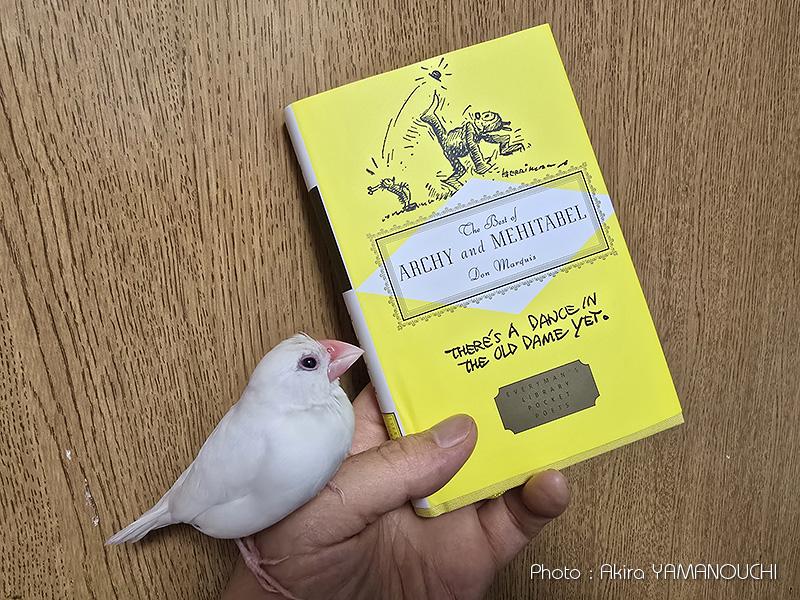 Herriman
The Best of
ARCHY and MEHITABEL
Don Marquis
THERE'S A DANCE IN
THE OLD DAME YET.
EVERYMAN'S
LIBRARY
POCKET
POETS
Photo : Akira YAMANOUCHI